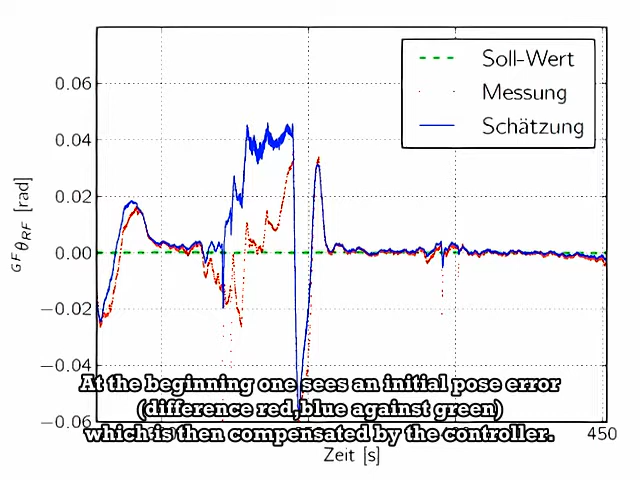 0.06
0.04
0.02
0.00
−0.02
−0.04
−0.06
GF θRF [rad]
Soll-Wert
Messung
Schätzung
At the beginning one sees an initial pose error
(difference red,blue against green)
which is then compensated by the controller.
450
Zeit [s]